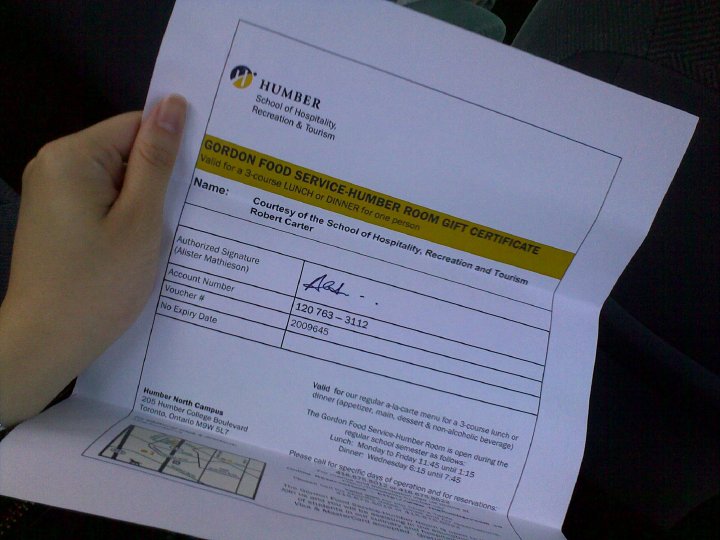 HUMBER
School of Hospitality,
Recreation & Tourism
GORDON FOOD SERVICE-HUMBER ROOM GIFT CERTIFICATE
Valid for a 3-course LUNCH or DINNER for one person
Name:
Courtesy of the School of Hospitality, Recreation and Tourism
Robert Carter
Authorized Signature
(Alister Mathieson)
Account Number
120 763 – 3112
Voucher #
2009645
No Expiry Date
Valid for our regular a-la-carte menu for a 3-course lunch or
dinner (appetizer, main, dessert & non-alcoholic beverage)
Humber North Campus
205 Humber College Boulevard
Toronto, Ontario M9W 5L7
The Gordon Food Service-Humber Room is open during the
regular school semester as follows:
Lunch: Monday to Friday 11:45 until 1:15
Dinner: Wednesday 6:15 until 7:45
Please call for specific days of operation and for reservations: